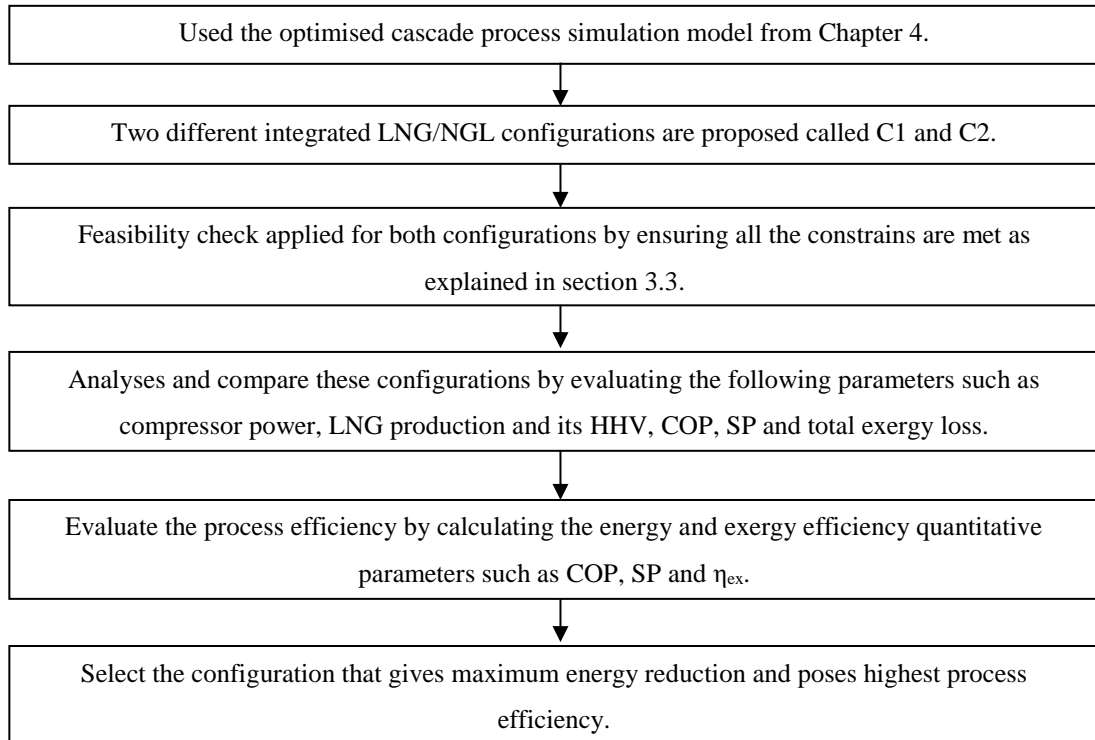 Used the optimised cascade process simulation model from Chapter 4.
Two different integrated LNG/NGL configurations are proposed called C1 and C2.
Feasibility check applied for both configurations by ensuring all the constrains are met as
explained in section 3.3.
Analyses and compare these configurations by evaluating the following parameters such as
compressor power, LNG production and its HHV, COP, SP and total exergy loss.
Evaluate the process efficiency by calculating the energy and exergy efficiency quantitative
parameters such as COP, SP and ηex.
Select the configuration that gives maximum energy reduction and poses highest process
efficiency.